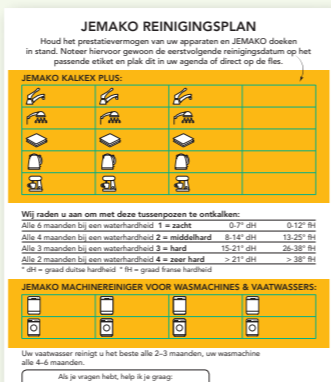 JEMAKO REINIGINGSPLAN
Houd het prestatievermogen van uw apparaten en JEMAKO doeken
in stand. Noteer hiervoor gewoon de eerstvolgende reinigingsdatum op het
passende etiket en plak dit in uw agenda of direct op de fles.
JEMAKO KALKEX PLUS:
Wij raden u aan om met deze tussenpozen te ontkalken:
Alle 6 maanden bij een waterhardheid 1 = zacht 0-7° dH 0-12° fH
Alle 4 maanden bij een waterhardheid 2 = middelhard 8-14° dH 13-25° fH
Alle 3 maanden bij een waterhardheid 3 = hard 15-21° dH 26-38° fH
Alle 2 maanden bij een waterhardheid 4 = zeer hard > 21° dH > 38° fH
° dH = graad duitse hardheid ° fH = graad franse hardheid
JEMAKO MACHINEREINIGER VOOR WASMACHINES & VAATWASSERS:
Uw vaatwasser reinigt u het beste alle 2–3 maanden, uw wasmachine
alle 4–6 maanden.
Als je vragen hebt, help ik je graag: